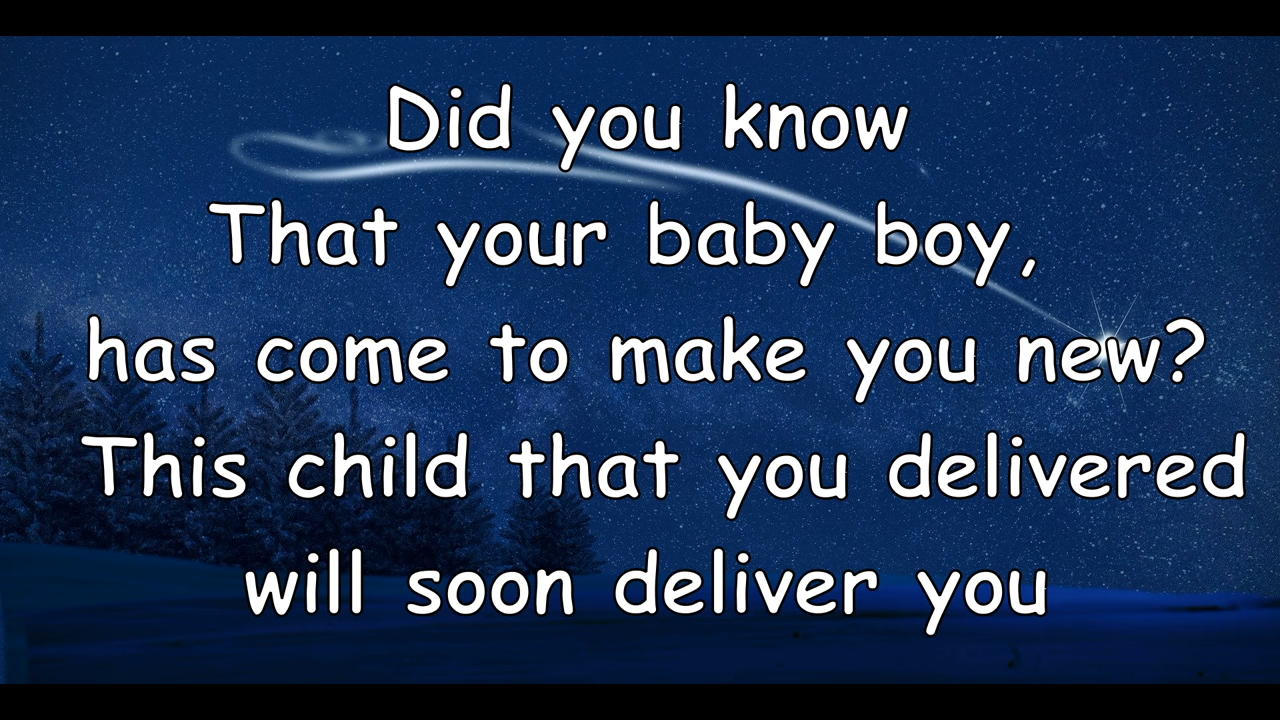 Did you know
That your baby boy,
has come to make you new?
This child that you delivered
will soon deliver you